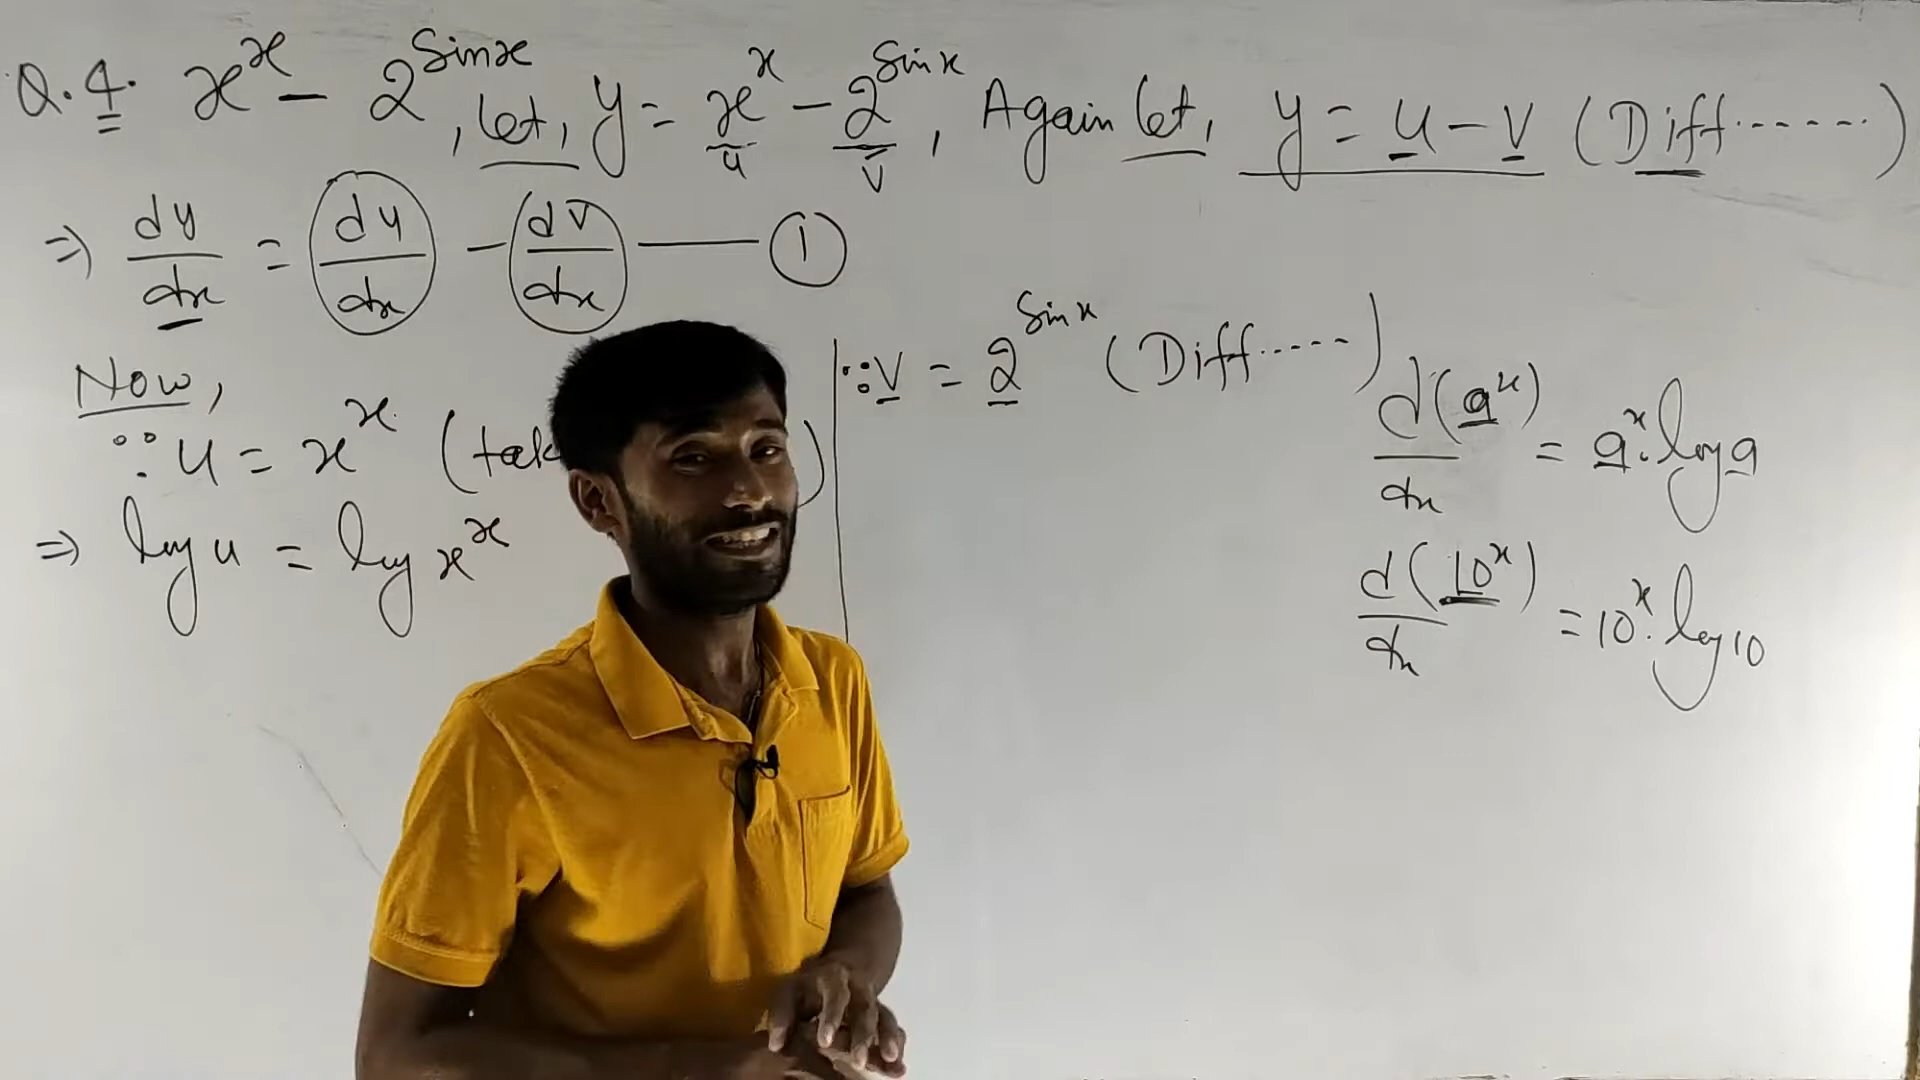 Q.4. x^x - 2^Sinx, let, y = x^x - 2^Sinx, Again let, y = u - v (Diff.......)
u v
⇒ dy/dx = du/dx - dv/dx —— ①
Now,
∵ u = x^x ( )
⇒ log u = log x^x
∵ v = 2^Sinx (Diff.....)
d(a^x)/dx = a^x . log a
d(10^x)/dx = 10^x . log 10